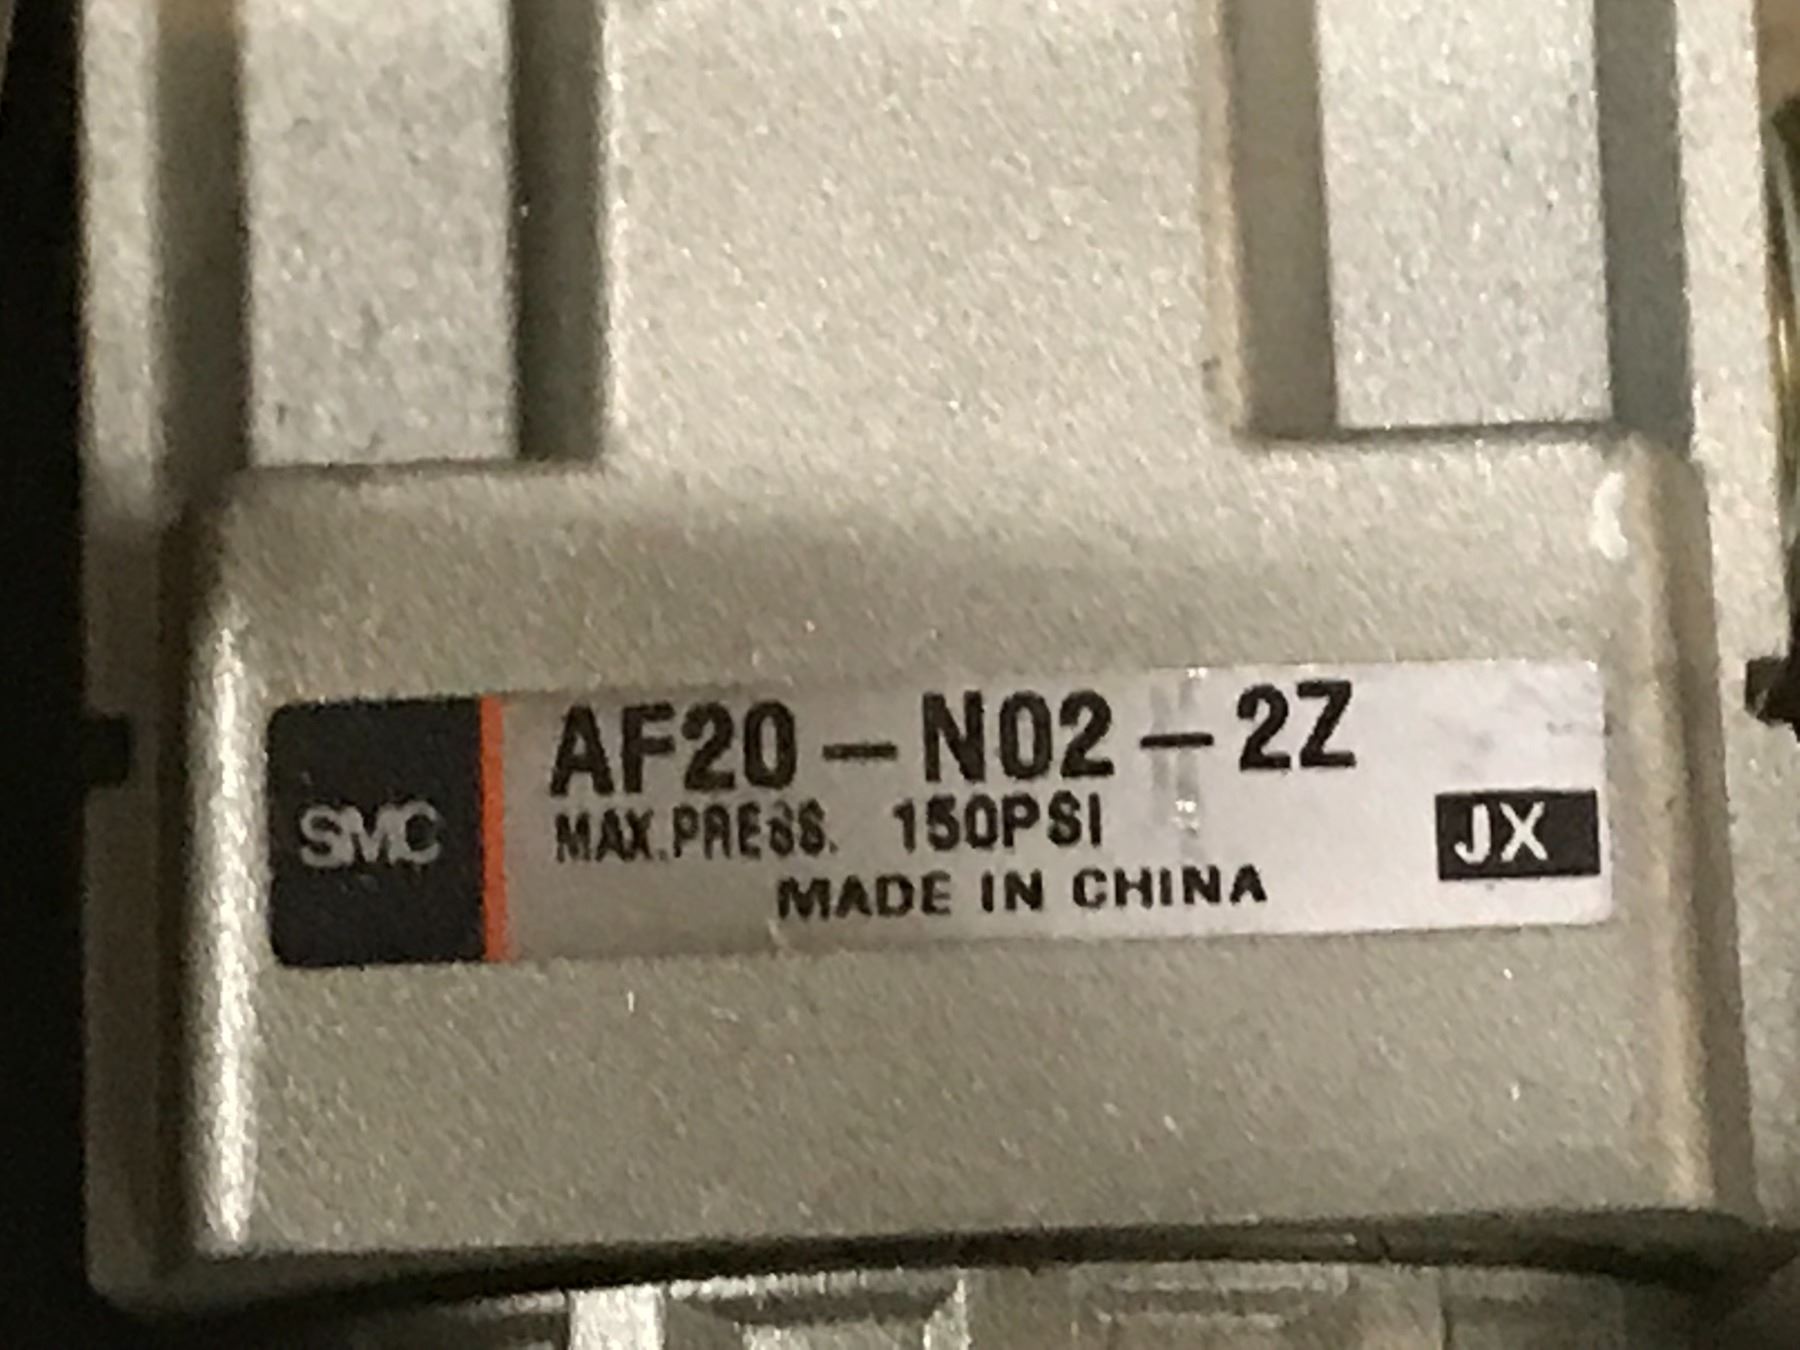 SMC
AF20-N02-2Z
MAX.PRESS. 150PSI
MADE IN CHINA
JX